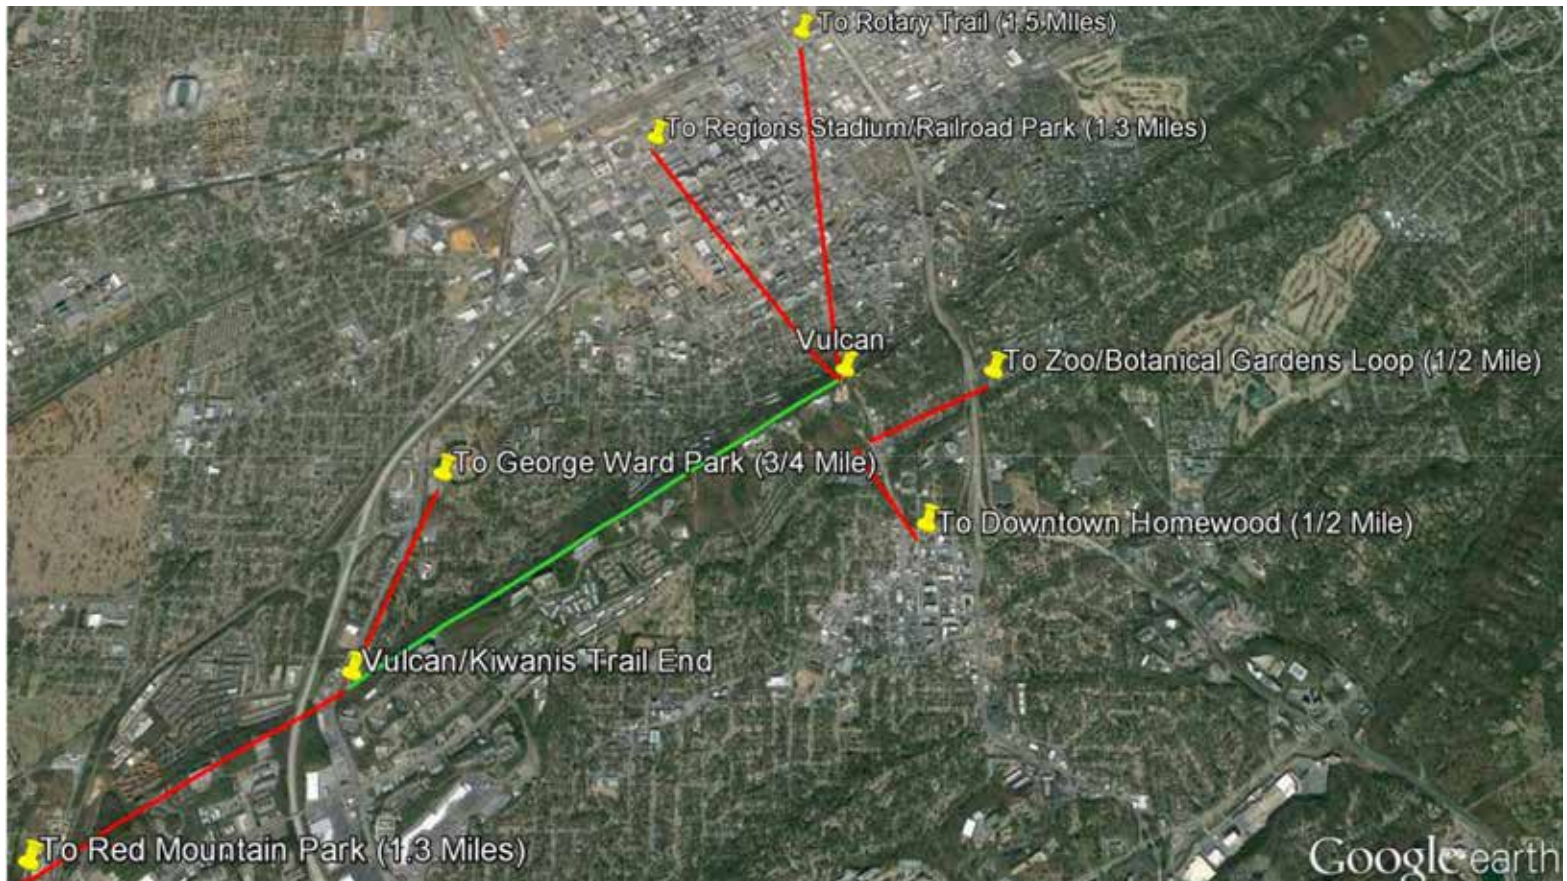 To Rotary Trail (1.5 MIles)
To Regions Stadium/Railroad Park (1.3 Miles)
Vulcan
To Zoo/Botanical Gardens Loop (1/2 Mile)
To George Ward Park (3/4 Mile)
To Downtown Homewood (1/2 Mile)
Vulcan/Kiwanis Trail End
To Red Mountain Park (1.3 Miles)
Google earth